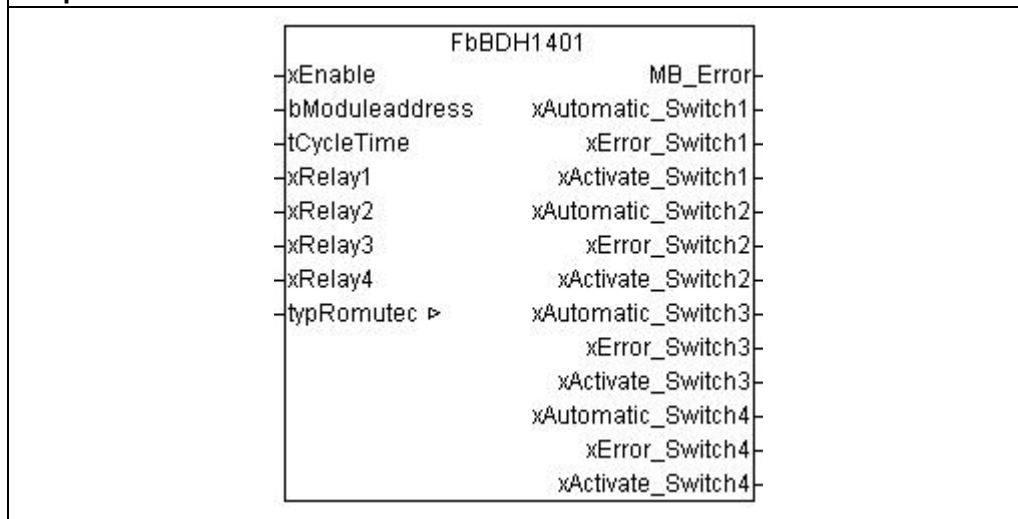 FbBDH1401
xEnable MB_Error
bModuleaddress xAutomatic_Switch1
tCycleTime xError_Switch1
xRelay1 xActivate_Switch1
xRelay2 xAutomatic_Switch2
xRelay3 xError_Switch2
xRelay4 xActivate_Switch2
typRomutec ▷ xAutomatic_Switch3
xError_Switch3
xActivate_Switch3
xAutomatic_Switch4
xError_Switch4
xActivate_Switch4